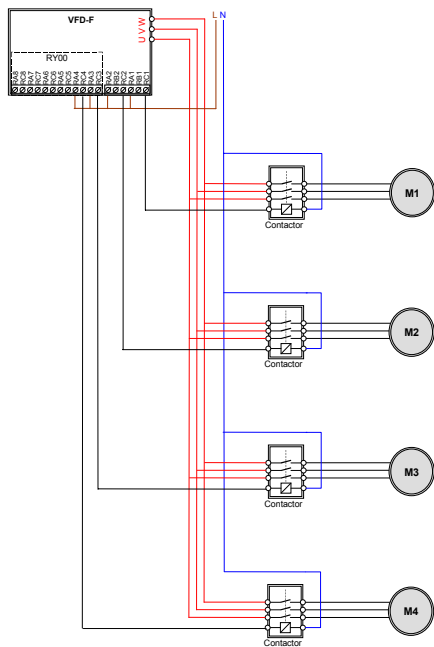 VFD-F
L N
U V W
RY00
RA8 RC8 RA7 RC7 RA6 RC6 RA5 RC5 RA4 RC4 RA3 RC3 RA2 RB2 RC2 RA1 RB1 RC1
M1
Contactor
M2
Contactor
M3
Contactor
M4
Contactor